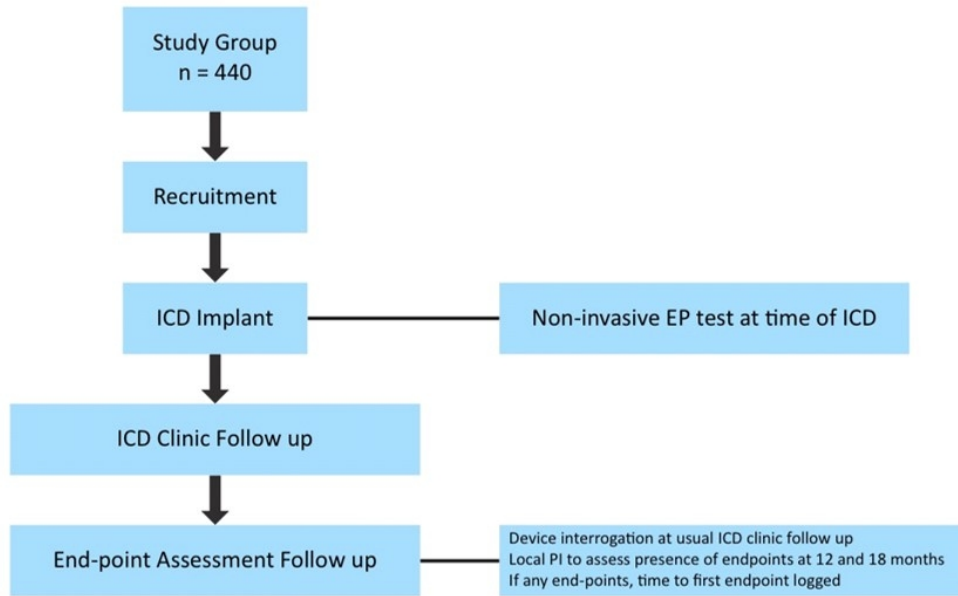 Study Group
n = 440
Recruitment
ICD Implant
Non-invasive EP test at time of ICD
ICD Clinic Follow up
End-point Assessment Follow up
Device interrogation at usual ICD clinic follow up
Local PI to assess presence of endpoints at 12 and 18 months
If any end-points, time to first endpoint logged